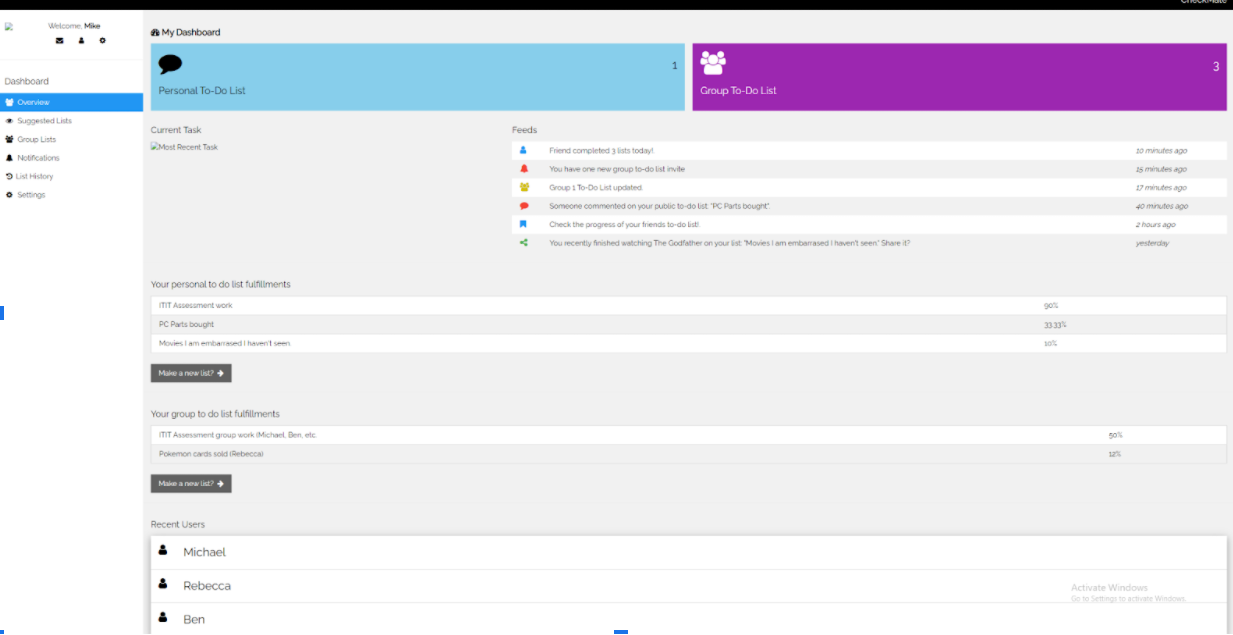 CheckMate
Welcome, Mike
My Dashboard
1
Personal To-Do List
3
Group To-Do List
Dashboard
Overview
Suggested Lists
Group Lists
Notifications
List History
Settings
Current Task
Most Recent Task
Feeds
Friend completed 3 lists today!. 10 minutes ago
You have one new group to-do list invite 15 minutes ago
Group 1 To-Do List updated. 17 minutes ago
Someone commented on your public to-do list: "PC Parts bought". 40 minutes ago
Check the progress of your friends to-do list!. 2 hours ago
You recently finished watching The Godfather on your list: "Movies I am embarrased I haven't seen" Share it? yesterday
Your personal to do list fulfillments
ITIT Assessment work 90%
PC Parts bought 33.33%
Movies I am embarrased I haven't seen 10%
Make a new list?
Your group to do list fulfillments
ITIT Assessment group work (Michael, Ben, etc. 50%
Pokemon cards sold (Rebecca) 12%
Make a new list?
Recent Users
Michael
Rebecca
Ben
Activate Windows
Go to Settings to activate Windows.